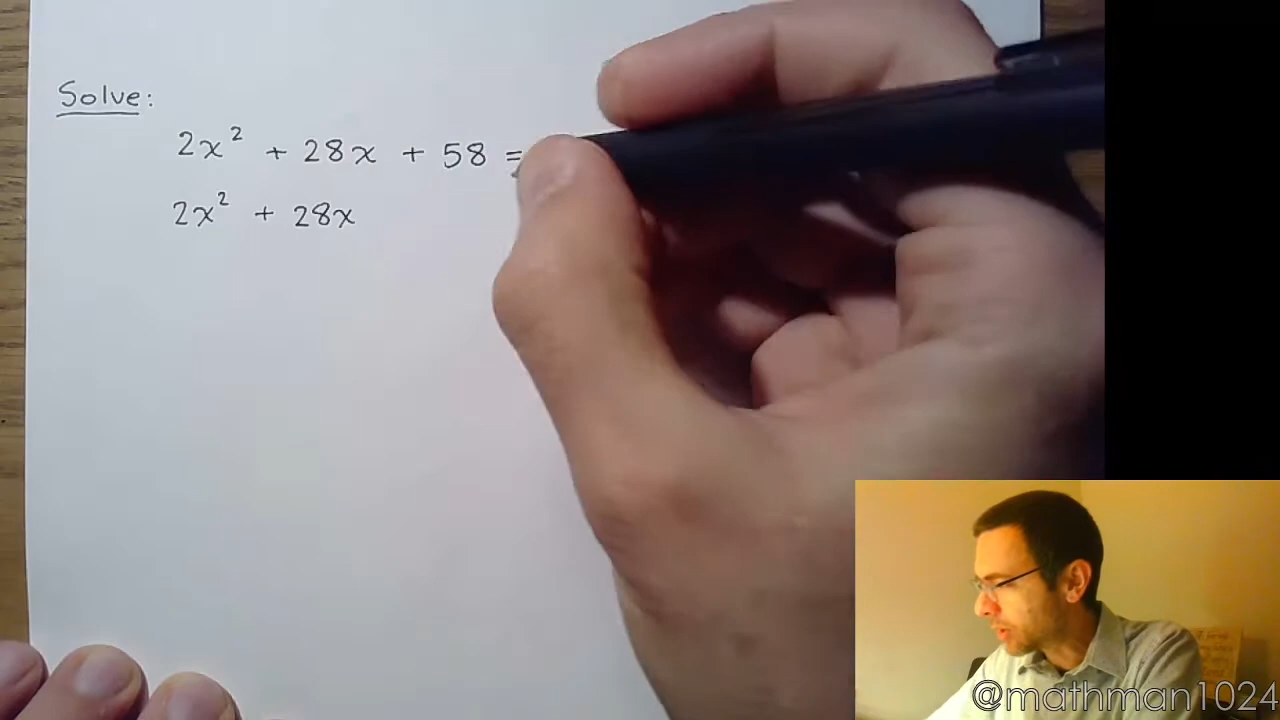 Solve:
2x² + 28x + 58 =
2x² + 28x
@mathman1024